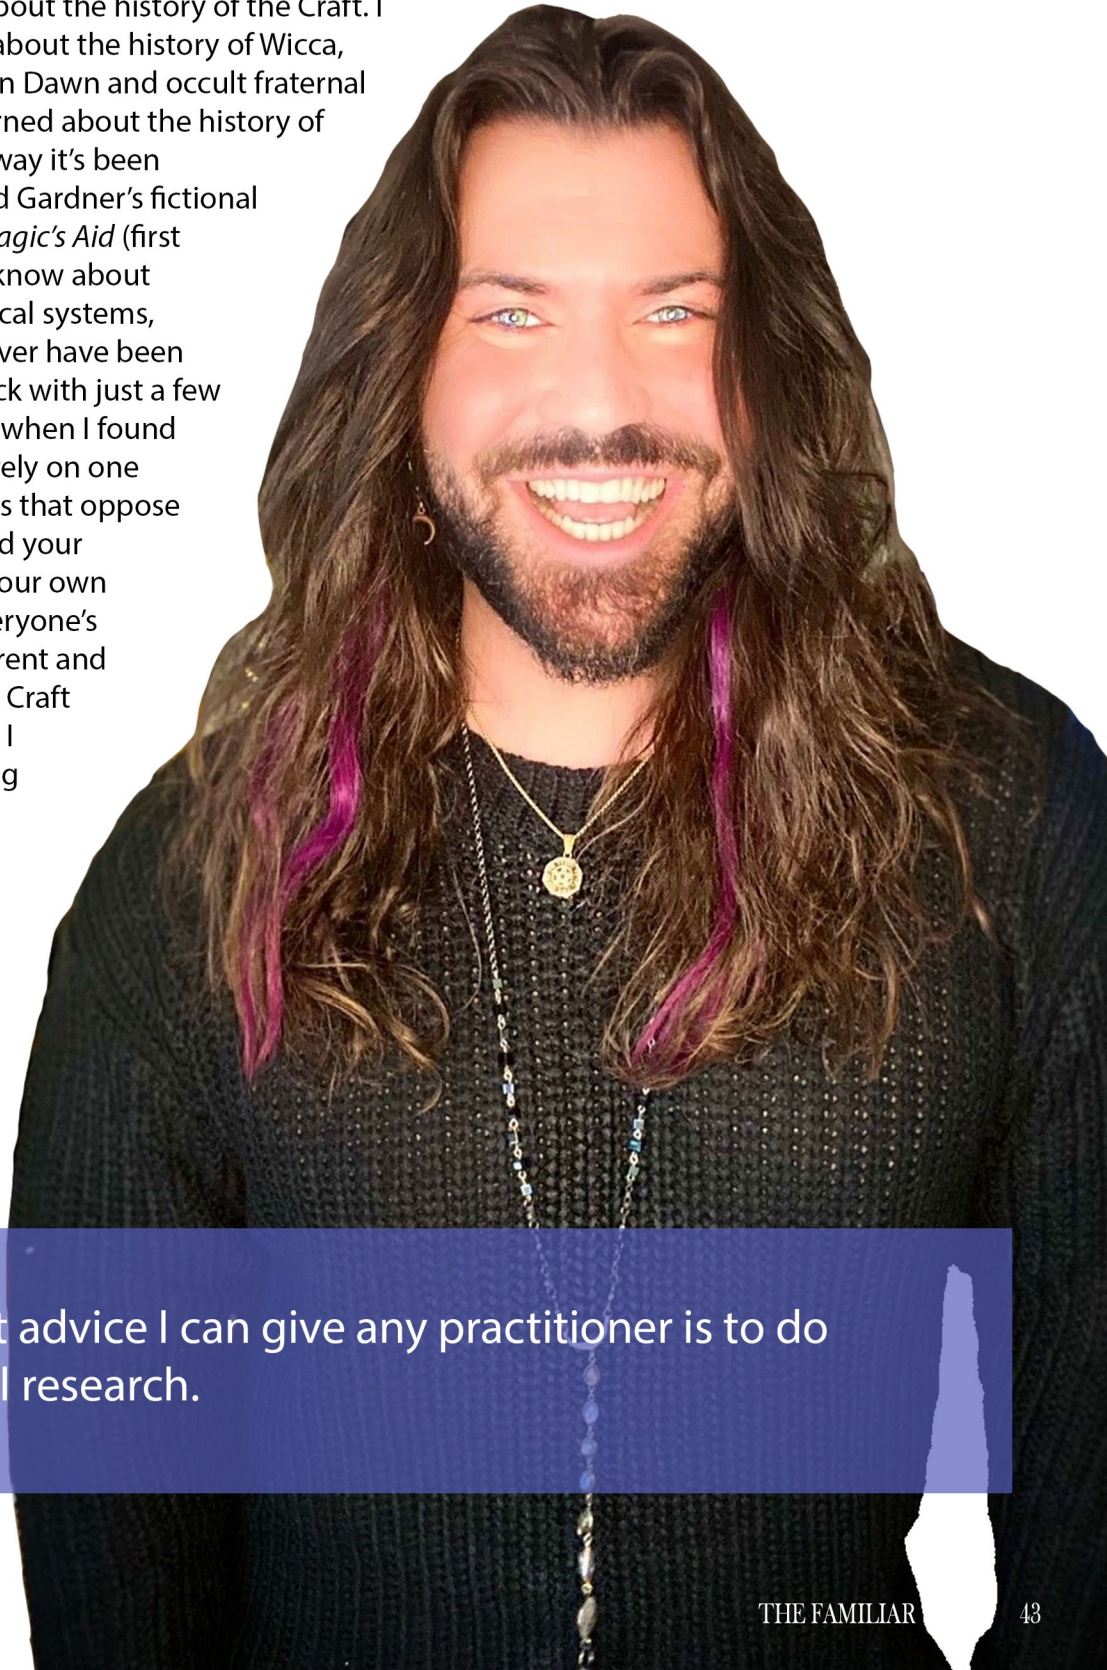 bout the history of the Craft. I
about the history of Wicca,
n Dawn and occult fraternal
rned about the history of
way it's been
d Gardner's fictional
agic's Aid (first
know about
cal systems,
ver have been
ck with just a few
when I found
ely on one
s that oppose
d your
our own
eryone's
rent and
Craft
I
g
t advice I can give any practitioner is to do
l research.
THE FAMILIAR 43